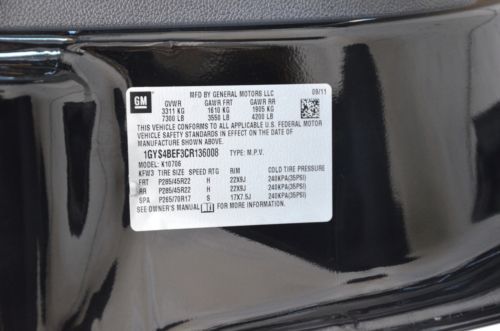 GM
MFD BY GENERAL MOTORS LLC
GVWR GAWR FRT GAWR RR 09/11
3311 KG 1610 KG 1905 KG
7300 LB 3550 LB 4200 LB
THIS VEHICLE CONFORMS TO ALL APPLICABLE U.S. FEDERAL MOTOR
VEHICLE SAFETY STANDARDS IN EFFECT ON THE DATE OF
MANUFACTURE SHOWN ABOVE.
1GYS4BEF3CR136008 TYPE: M.P.V.
MODEL: K10706
KFW3 TIRE SIZE SPEED RTG RIM COLD TIRE PRESSURE
FRT P285/45R22 H 22X9J 240KPA(35PSI)
RR P285/45R22 H 22X9J 240KPA(35PSI)
SPA P265/70R17 S 17X7.5J 240KPA(35PSI)
SEE OWNER'S MANUAL